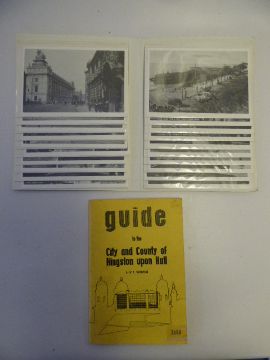 guide
to the
City and County of
Kingston upon Hull